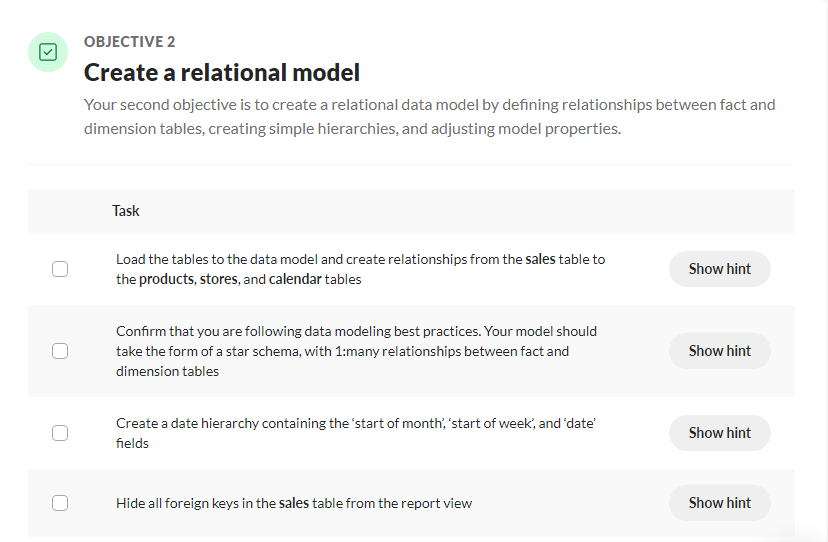 OBJECTIVE 2
Create a relational model
Your second objective is to create a relational data model by defining relationships between fact and
dimension tables, creating simple hierarchies, and adjusting model properties.
Task
Load the tables to the data model and create relationships from the sales table to
the products, stores, and calendar tables
Show hint
Confirm that you are following data modeling best practices. Your model should
take the form of a star schema, with 1:many relationships between fact and
dimension tables
Show hint
Create a date hierarchy containing the ‘start of month’, ‘start of week’, and ‘date’
fields
Show hint
Hide all foreign keys in the sales table from the report view
Show hint